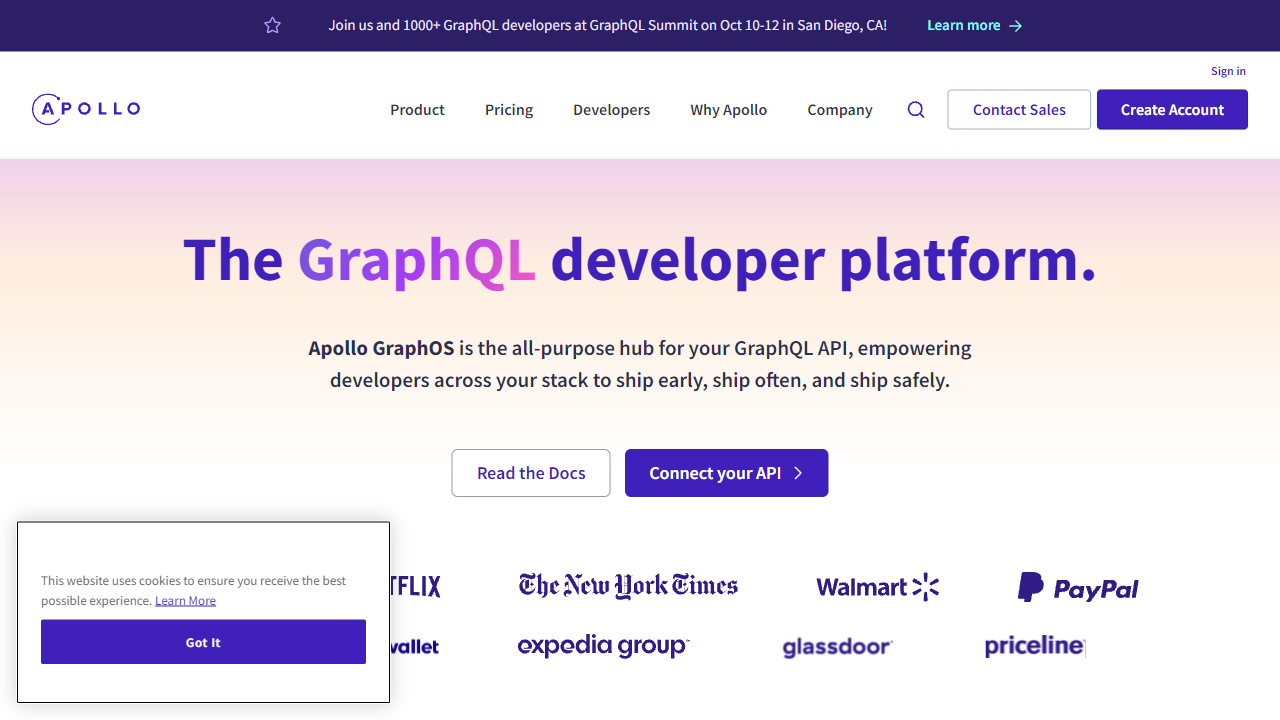 Join us and 1000+ GraphQL developers at GraphQL Summit on Oct 10-12 in San Diego, CA! Learn more
Sign in
APOLLO Product Pricing Developers Why Apollo Company Contact Sales Create Account
The GraphQL developer platform.
Apollo GraphOS is the all-purpose hub for your GraphQL API, empowering
developers across your stack to ship early, ship often, and ship safely.
Read the Docs Connect your API
TFLIX The New York Times Walmart PayPal
wallet expedia group™ glassdoor priceline
This website uses cookies to ensure you receive the best
possible experience. Learn More
Got It